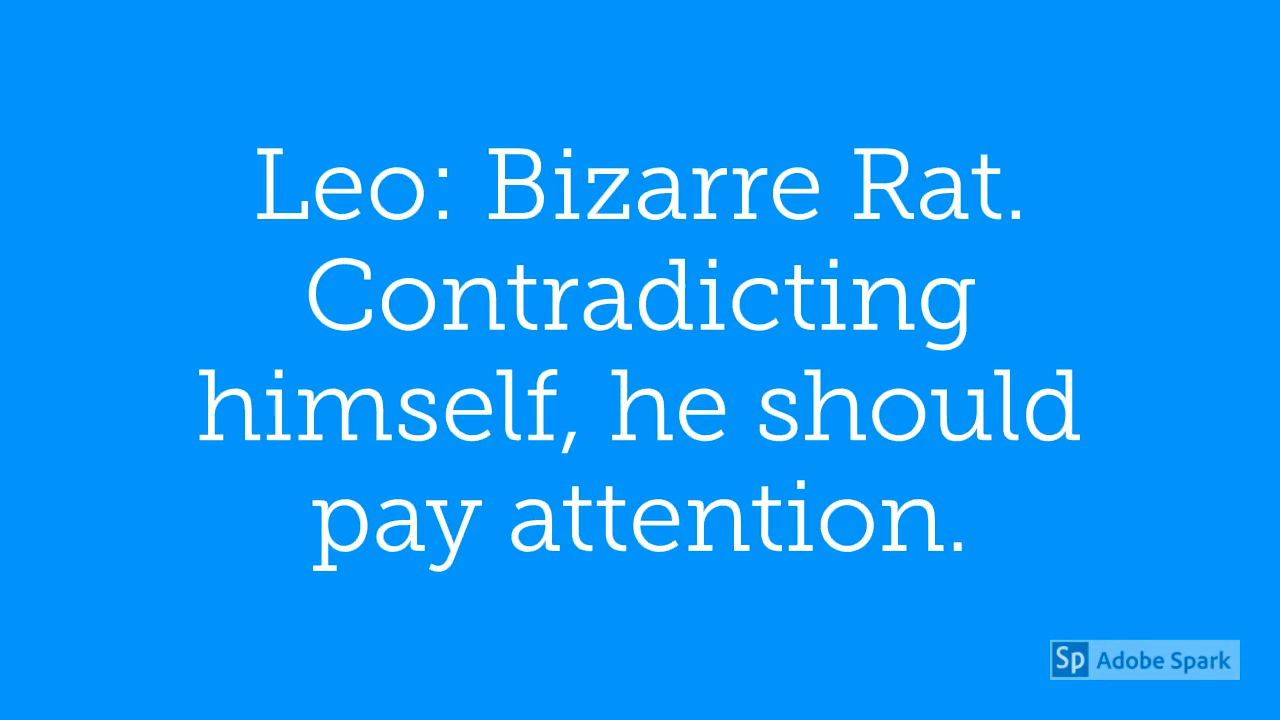 Leo: Bizarre Rat.
Contradicting
himself, he should
pay attention.
Sp Adobe Spark